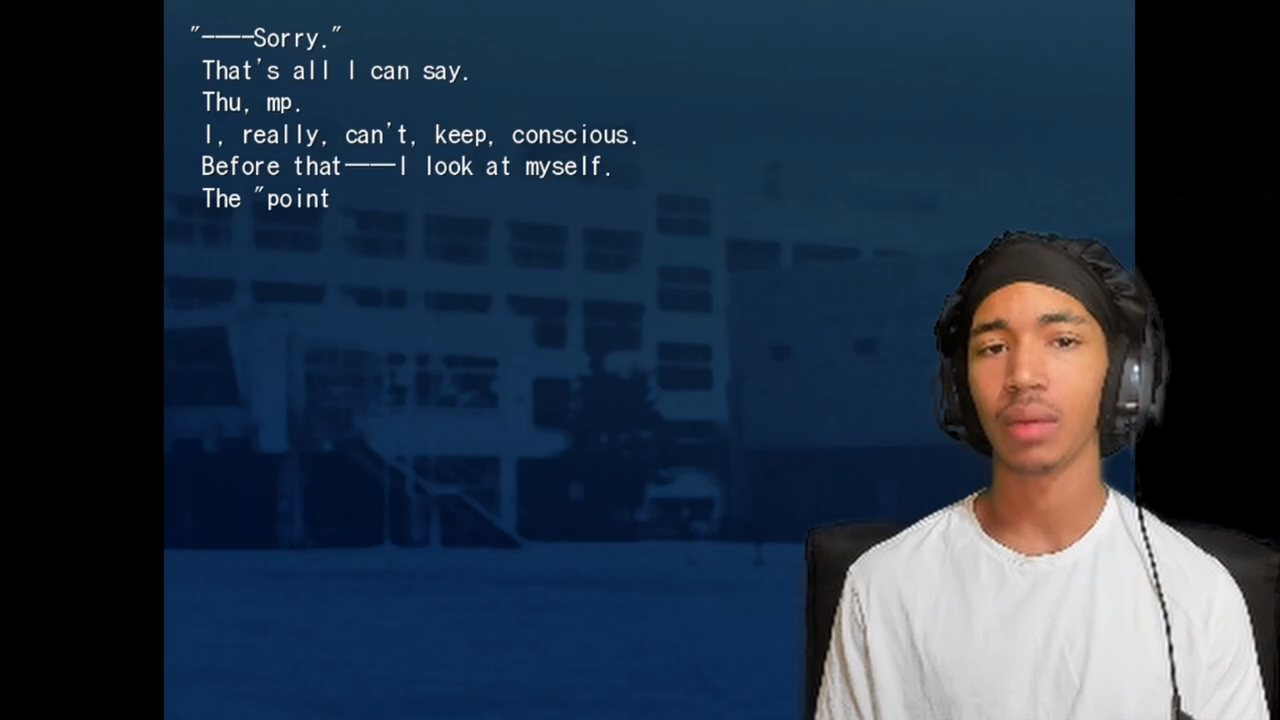 "───Sorry."
That's all I can say.
Thu, mp.
I, really, can't, keep, conscious.
Before that───I look at myself.
The "point